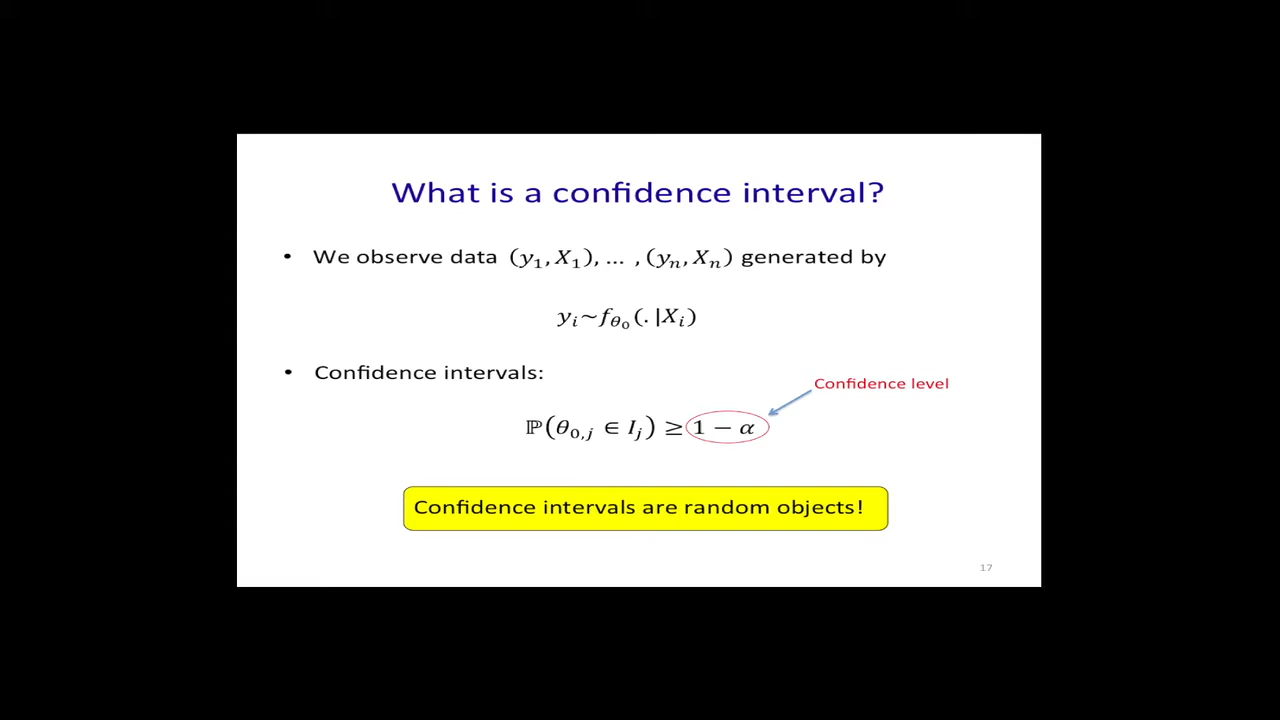 What is a confidence interval?
• We observe data (y₁, X₁), … , (yₙ, Xₙ) generated by
yᵢ~f_θ₀(. |Xᵢ)
• Confidence intervals:
Confidence level
ℙ(θ₀,ⱼ ∈ Iⱼ) ≥ 1 − α
Confidence intervals are random objects!
17